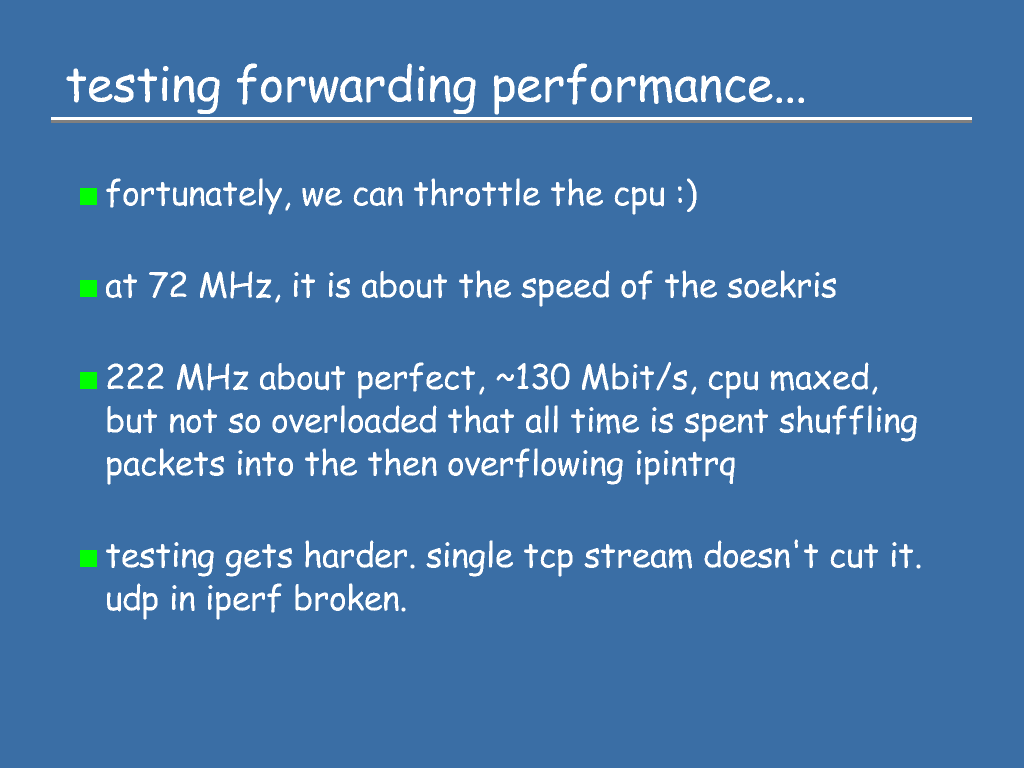 testing forwarding performance...
fortunately, we can throttle the cpu :)
at 72 MHz, it is about the speed of the soekris
222 MHz about perfect, ~130 Mbit/s, cpu maxed,
but not so overloaded that all time is spent shuffling
packets into the then overflowing ipintrq
testing gets harder. single tcp stream doesn't cut it.
udp in iperf broken.